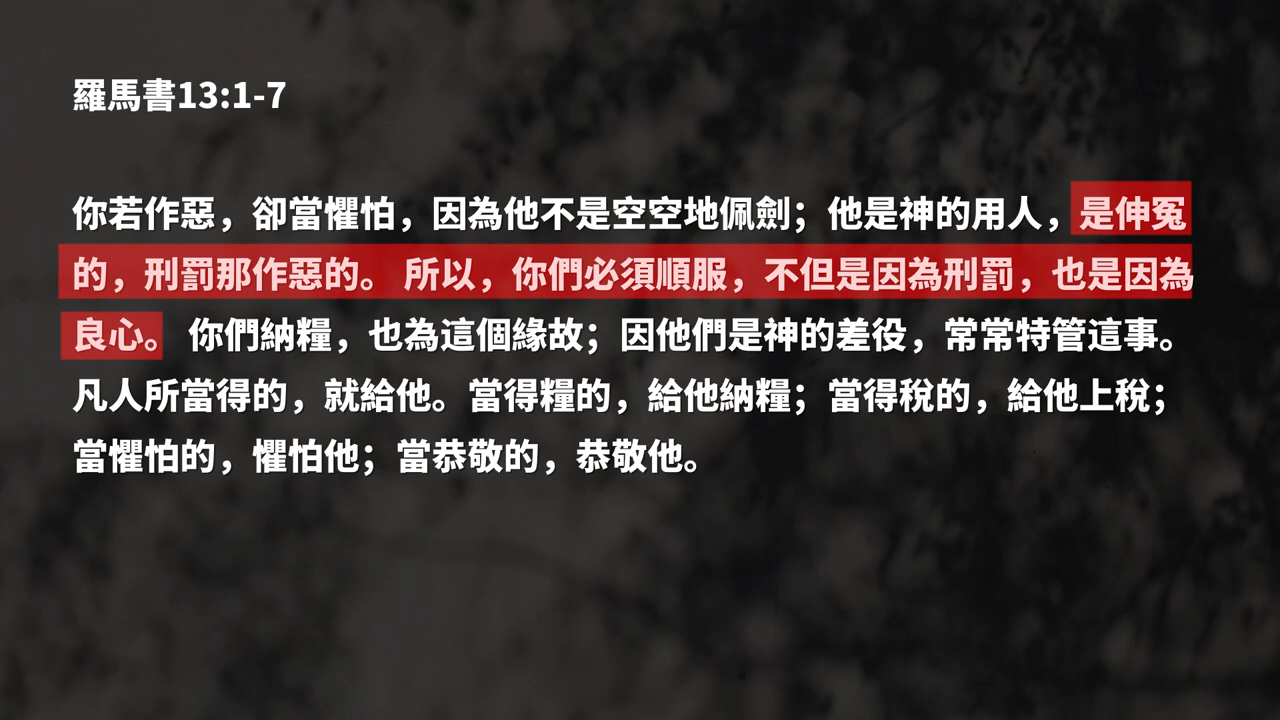 羅馬書13:1-7
你若作惡，卻當懼怕，因為他不是空空地佩劍；他是神的用人，是伸冤
的，刑罰那作惡的。 所以，你們必須順服，不但是因為刑罰，也是因為
良心。 你們納糧，也為這個緣故；因他們是神的差役，常常特管這事。
凡人所當得的，就給他。當得糧的，給他納糧；當得稅的，給他上稅；
當懼怕的，懼怕他；當恭敬的，恭敬他。